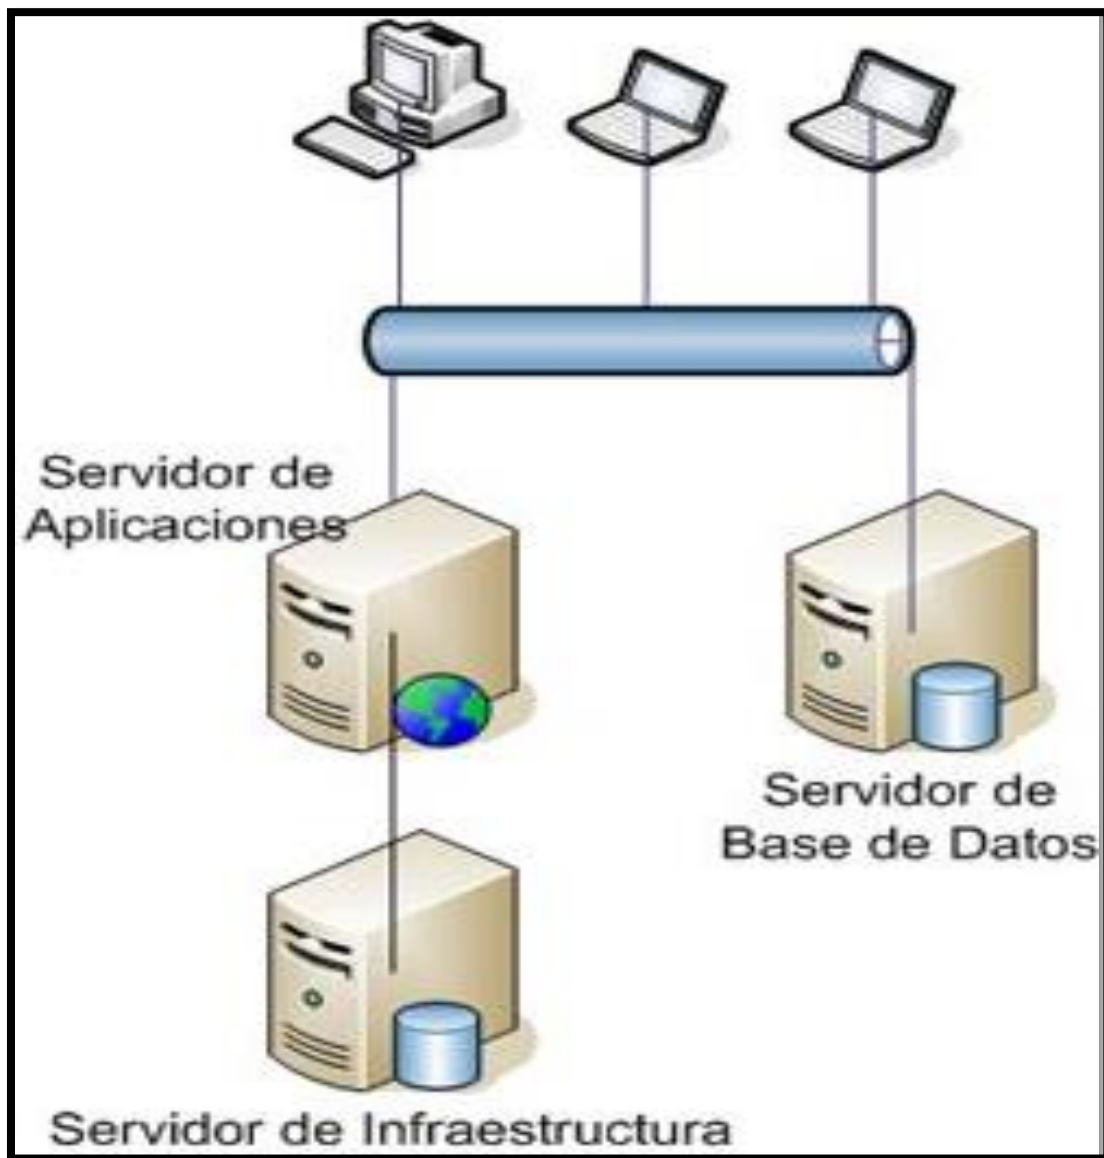 Servidor de
Aplicaciones
Servidor de
Base de Datos
Servidor de Infraestructura